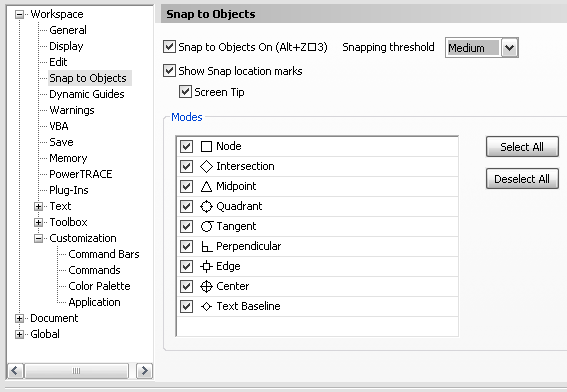 Workspace
General
Display
Edit
Snap to Objects
Dynamic Guides
Warnings
VBA
Save
Memory
PowerTRACE
Plug-Ins
Text
Toolbox
Customization
Command Bars
Commands
Color Palette
Application
Document
Global
Snap to Objects
Snap to Objects On (Alt+Z□3) Snapping threshold Medium
Show Snap location marks
Screen Tip
Modes
Node
Intersection
Midpoint
Quadrant
Tangent
Perpendicular
Edge
Center
Text Baseline
Select All
Deselect All